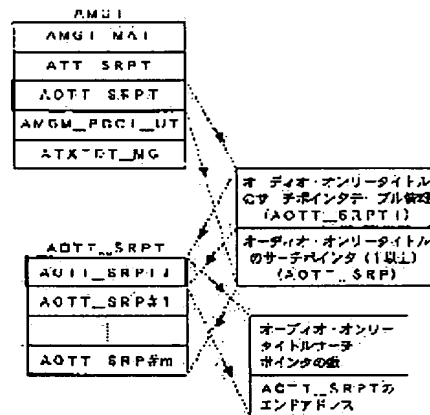 AMGI
AMGI_MAT
ATT_SRPT
AOTT_SRPT
AMGM_PGCI_UT
ATXTDT_MG
オーディオ・オンリータイトル
のサーチポインタテーブル情報
(AOTT_SRPTI)
オーディオ・オンリータイトル
のサーチポインタ(1以上)
(AOTT_SRP)
AOTT_SRPT
AOTT_SRPTI
AOTT_SRP#1
AOTT_SRP#m
オーディオ・オンリー
タイトルサーチ
ポインタの数
AOTT_SRPTの
エンドアドレス